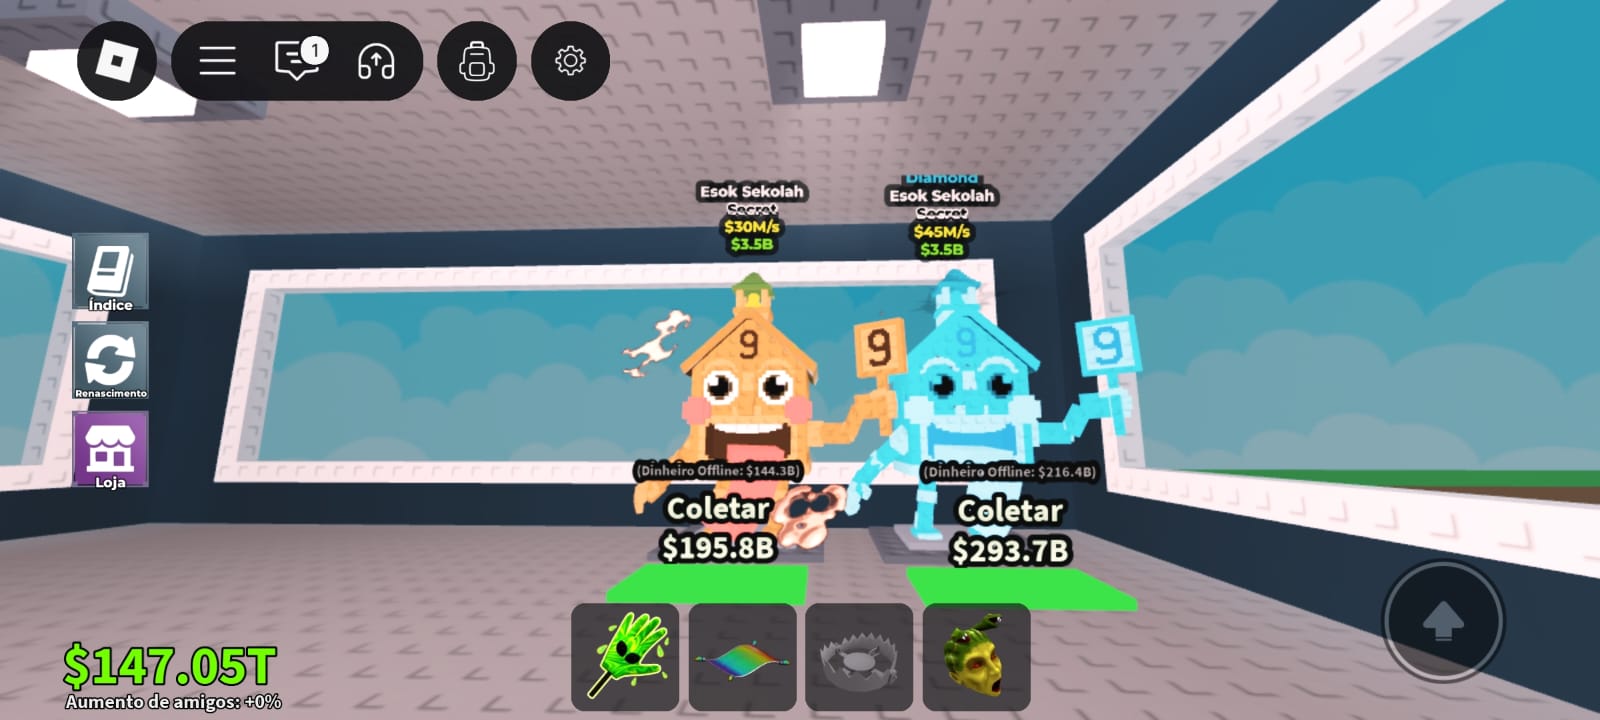 1
Diamond
Esok Sekolah
Secret
$30M/s
$3.5B
Esok Sekolah
Secret
$45M/s
$3.5B
Índice
Renascimento
Loja
9
9
9
9
(Dinheiro Offline: $144.3B)
Coletar
$195.8B
(Dinheiro Offline: $216.4B)
Coletar
$293.7B
$147.05T
Aumento de amigos: +0%